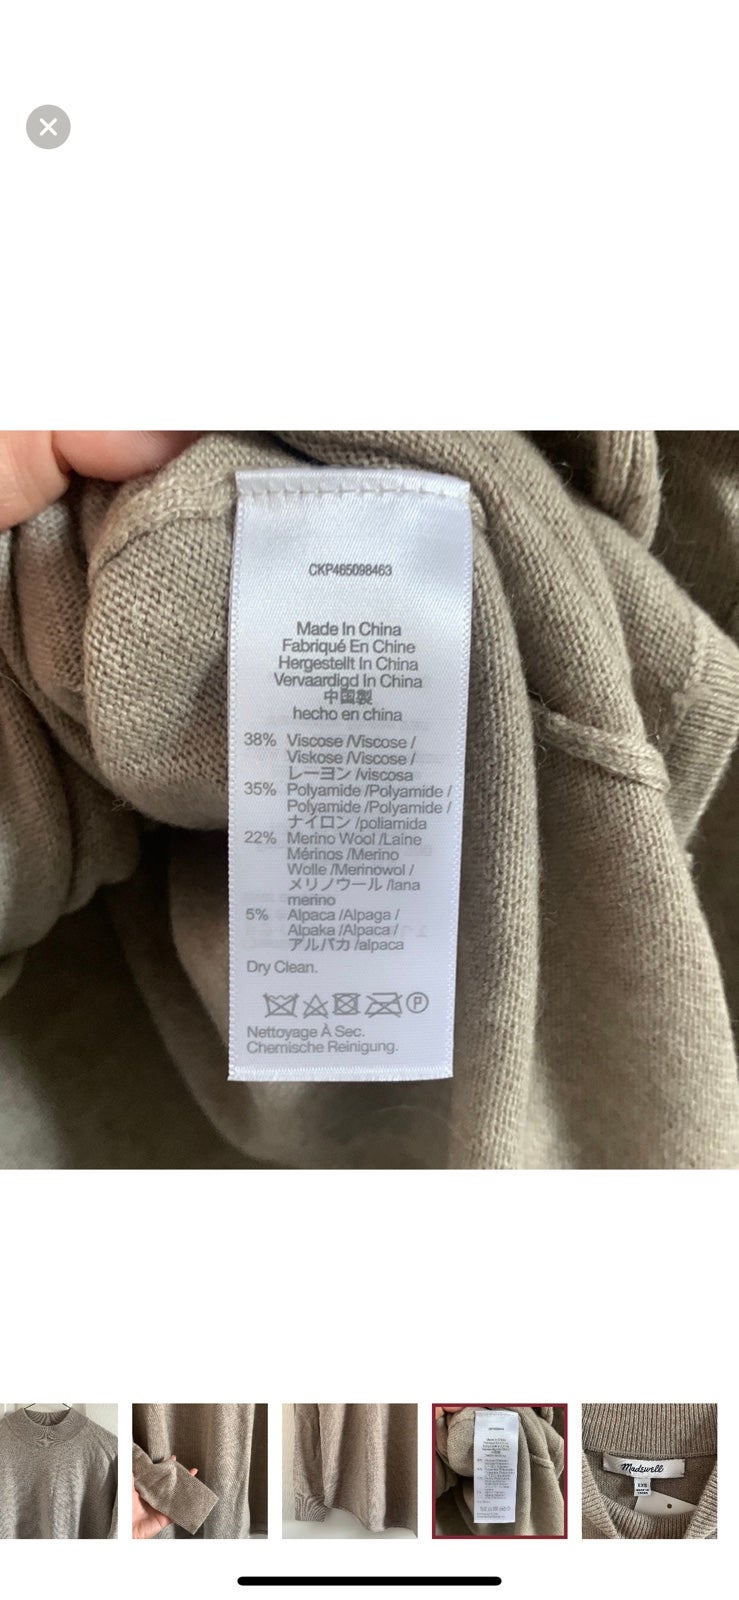 CKP465098463
Made In China
Fabriqué En Chine
Hergestellt In China
Vervaardigd In China
中国製
hecho en china
38% Viscose /Viscose /
Viskose /Viscose /
レーヨン /viscosa
35% Polyamide /Polyamide /
Polyamide /Polyamide /
ナイロン /poliamida
22% Merino Wool /Laine
Mérinos /Merino
Wolle /Merinowol /
メリノウール /lana
merino
5% Alpaca /Alpaga /
Alpaka /Alpaca /
アルパカ /alpaca
Dry Clean.
P
Nettoyage À Sec.
Chemische Reinigung.
Madewell
XXS